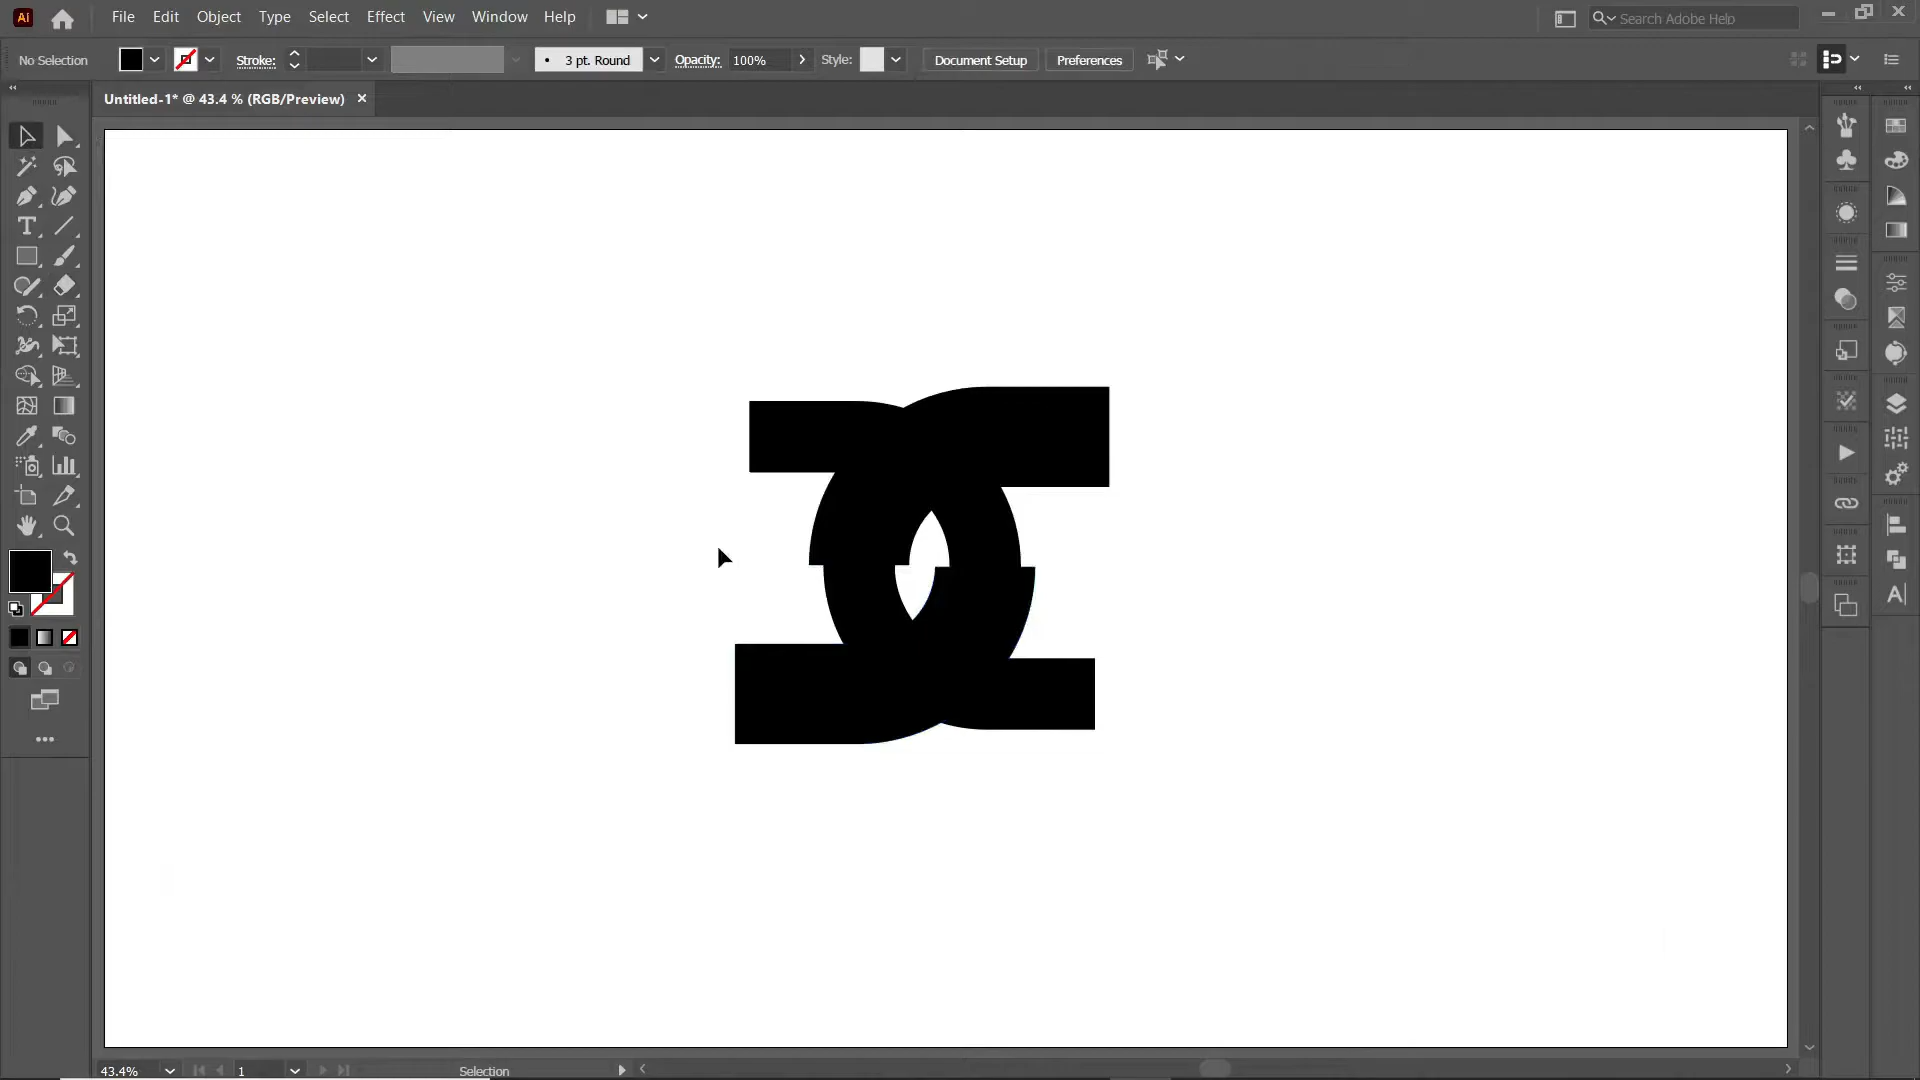 Ai File Edit Object Type Select Effect View Window Help Search Adobe Help
No Selection Stroke: 3 pt. Round Opacity: 100% Style: Document Setup Preferences
Untitled-1* @ 43.4 % (RGB/Preview)
43.4% 1 Selection